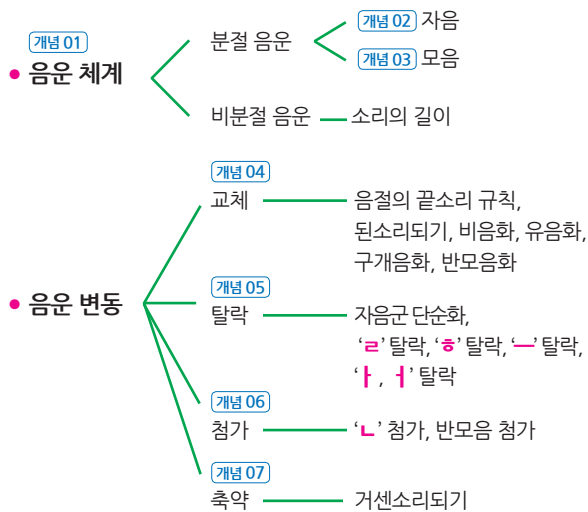 개념 01
• 음운 체계
분절 음운
개념 02 자음
개념 03 모음
비분절 음운
소리의 길이
• 음운 변동
개념 04
교체
음절의 끝소리 규칙,
된소리되기, 비음화, 유음화,
구개음화, 반모음화
개념 05
탈락
자음군 단순화,
‘ㄹ’ 탈락, ‘ㅎ’ 탈락, ‘ㅡ’ 탈락,
‘ㅏ, ㅓ’ 탈락
개념 06
첨가
‘ㄴ’ 첨가, 반모음 첨가
개념 07
축약
거센소리되기